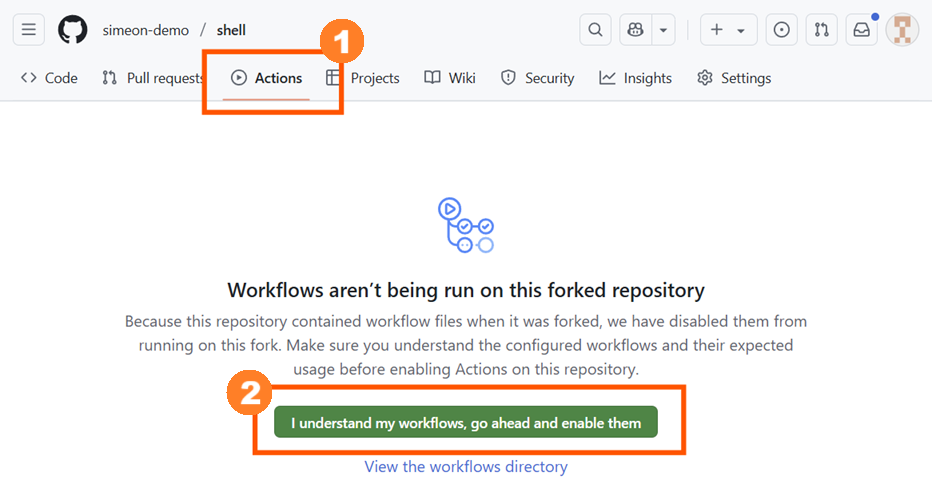 simeon-demo / shell
1
Code Pull requests Actions Projects Wiki Security Insights Settings
Workflows aren’t being run on this forked repository
Because this repository contained workflow files when it was forked, we have disabled them from
running on this fork. Make sure you understand the configured workflows and their expected
usage before enabling Actions on this repository.
2
I understand my workflows, go ahead and enable them
View the workflows directory